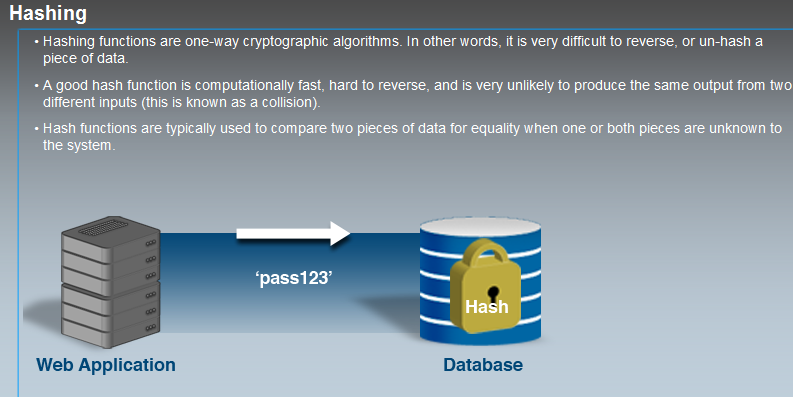 Hashing
• Hashing functions are one-way cryptographic algorithms. In other words, it is very difficult to reverse, or un-hash a
piece of data.
• A good hash function is computationally fast, hard to reverse, and is very unlikely to produce the same output from two
different inputs (this is known as a collision).
• Hash functions are typically used to compare two pieces of data for equality when one or both pieces are unknown to
the system.
‘pass123’
Hash
Web Application
Database